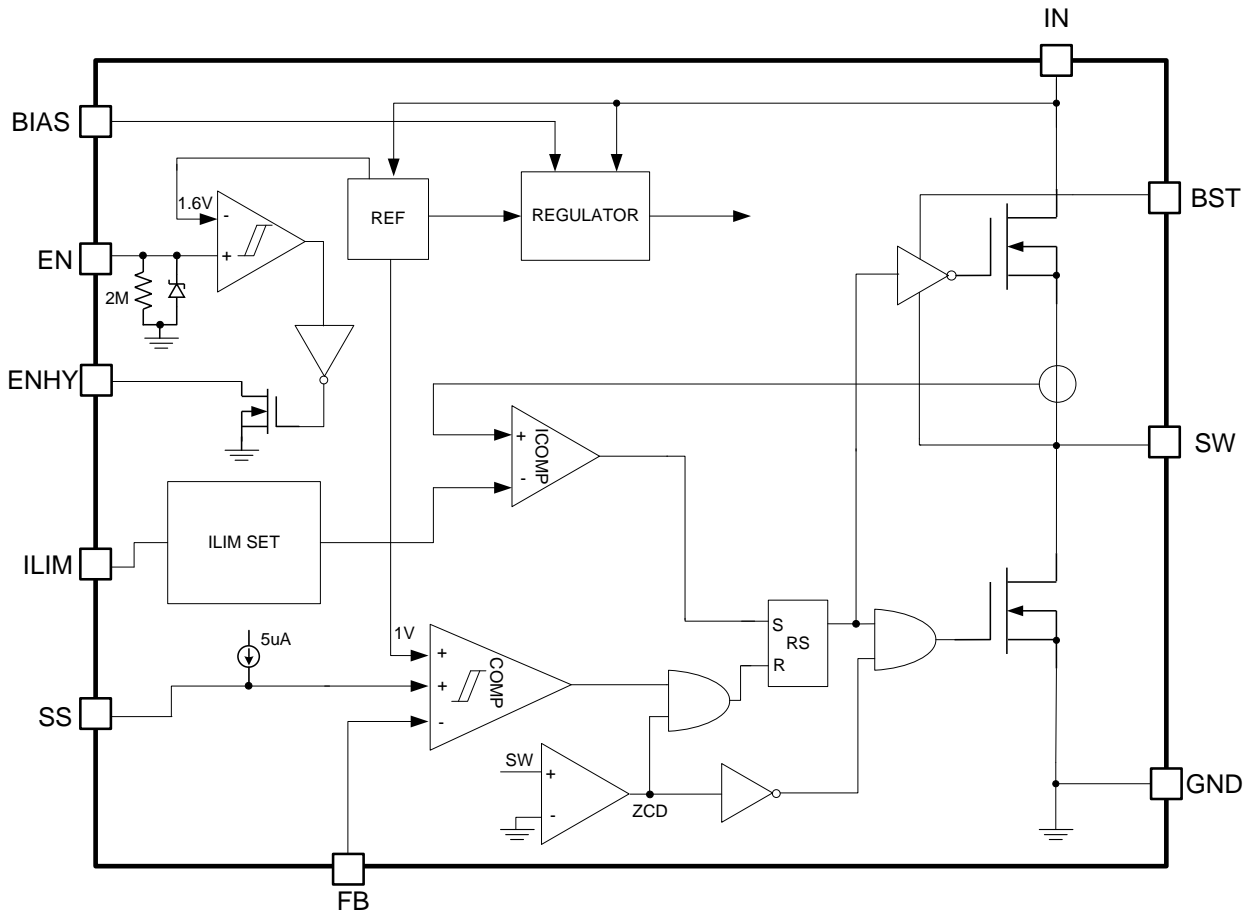 IN
BIAS
BST
1.6V
-
REF
REGULATOR
EN
+
2M
ENHY
+
ICOMP
-
SW
ILIM SET
ILIM
5uA
1V
+
COMP
+
-
S
RS
R
SS
SW
+
-
ZCD
GND
FB